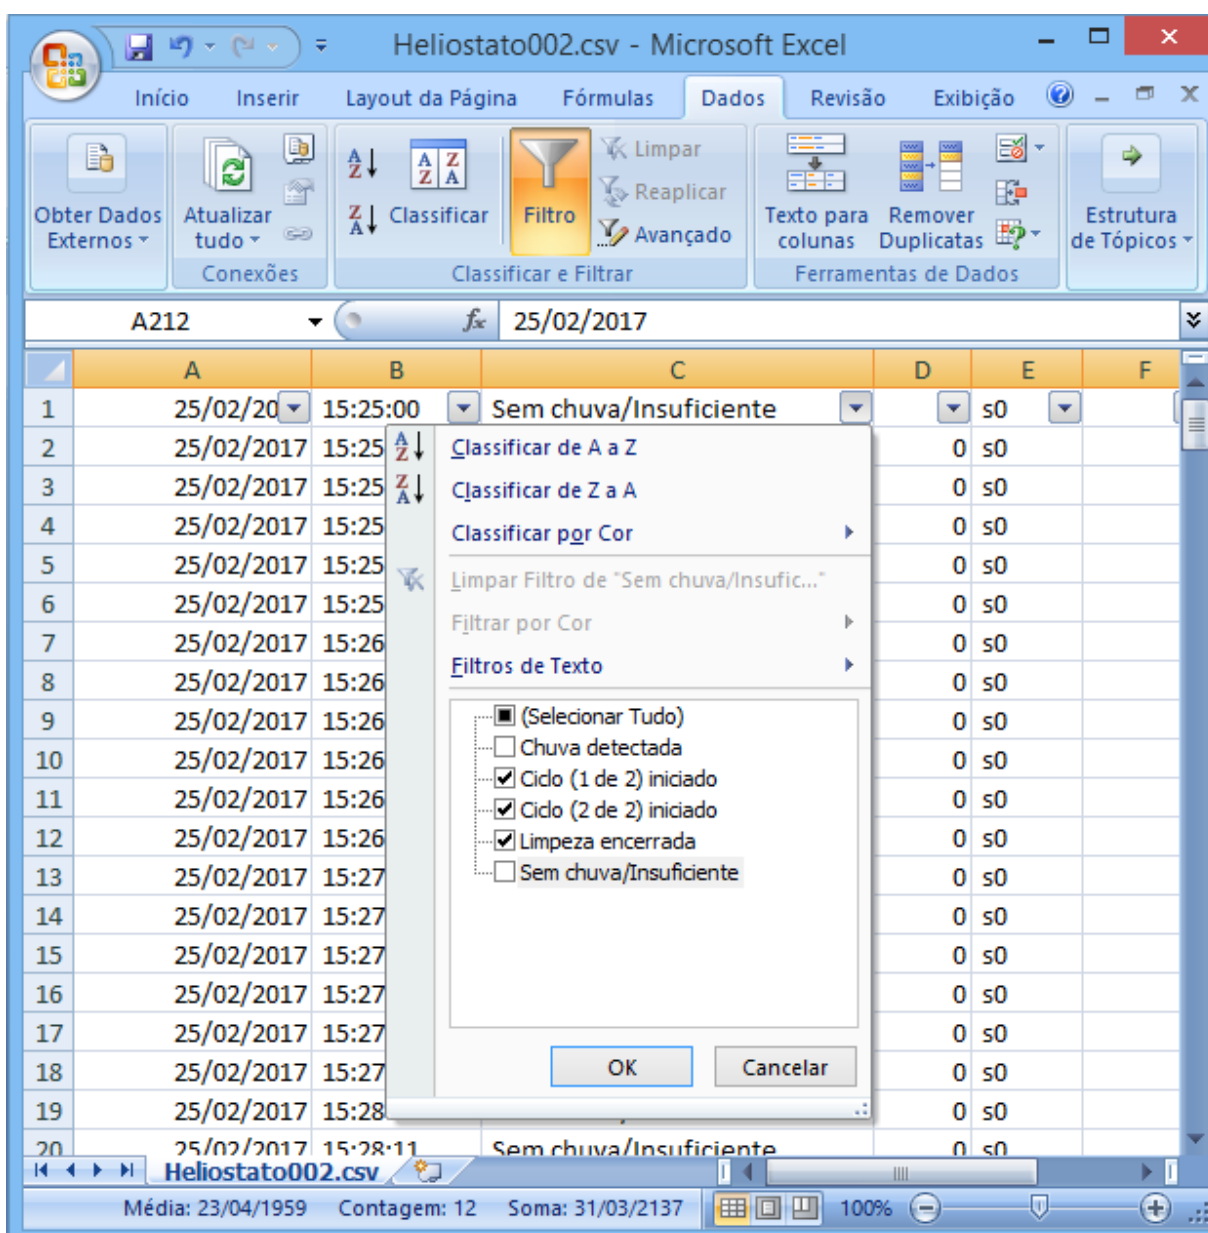 Heliostato002.csv - Microsoft Excel
Início Inserir Layout da Página Fórmulas Dados Revisão Exibição
Obter Dados Externos
Atualizar tudo
Conexões
Classificar
Filtro
Limpar
Reaplicar
Avançado
Classificar e Filtrar
Texto para colunas
Remover Duplicatas
Ferramentas de Dados
Estrutura de Tópicos
A212 fx 25/02/2017
A B C D E F
1 25/02/20 15:25:00 Sem chuva/Insuficiente s0
2 25/02/2017 15:25 0 s0
3 25/02/2017 15:25 0 s0
4 25/02/2017 15:25 0 s0
5 25/02/2017 15:25 0 s0
6 25/02/2017 15:25 0 s0
7 25/02/2017 15:26 0 s0
8 25/02/2017 15:26 0 s0
9 25/02/2017 15:26 0 s0
10 25/02/2017 15:26 0 s0
11 25/02/2017 15:26 0 s0
12 25/02/2017 15:26 0 s0
13 25/02/2017 15:27 0 s0
14 25/02/2017 15:27 0 s0
15 25/02/2017 15:27 0 s0
16 25/02/2017 15:27 0 s0
17 25/02/2017 15:27 0 s0
18 25/02/2017 15:27 0 s0
19 25/02/2017 15:28 0 s0
20 25/02/2017 15:28:11 Sem chuva/Insuficiente 0 s0
Classificar de A a Z
Classificar de Z a A
Classificar por Cor
Limpar Filtro de "Sem chuva/Insufic..."
Filtrar por Cor
Filtros de Texto
(Selecionar Tudo)
Chuva detectada
Ciclo (1 de 2) iniciado
Ciclo (2 de 2) iniciado
Limpeza encerrada
Sem chuva/Insuficiente
OK Cancelar
Heliostato002.csv
Média: 23/04/1959 Contagem: 12 Soma: 31/03/2137 100%